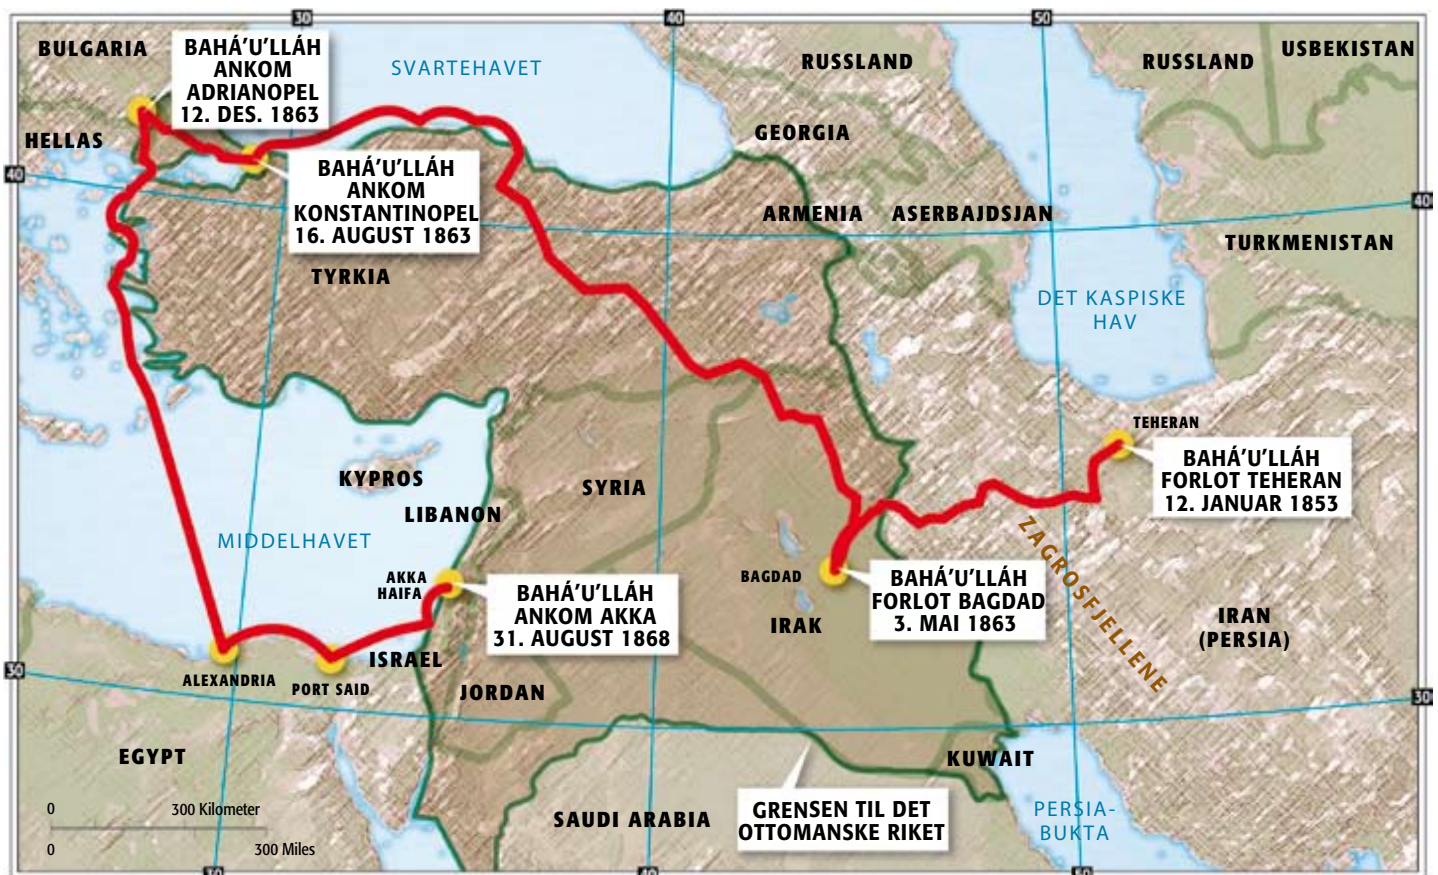 30
40
50
BULGARIA
BAHÁ'U'LLÁH
ANKOM
ADRIANOPEL
12. DES. 1863
SVARTEHAVET
RUSSLAND
RUSSLAND
USBEKISTAN
HELLAS
GEORGIA
40
BAHÁ'U'LLÁH
ANKOM
KONSTANTINOPEL
16. AUGUST 1863
ARMENIA
ASERBAJDSJAN
40
TURKMENISTAN
TYRKIA
DET KASPISKE
HAV
TEHERAN
BAHÁ'U'LLÁH
FORLOT TEHERAN
12. JANUAR 1853
KYPROS
SYRIA
LIBANON
MIDDELHAVET
ZAGROSFJELLENE
AKKA
HAIFA
BAHÁ'U'LLÁH
ANKOM AKKA
31. AUGUST 1868
BAGDAD
BAHÁ'U'LLÁH
FORLOT BAGDAD
3. MAI 1863
IRAK
IRAN
(PERSIA)
30
ALEXANDRIA
PORT SAID
ISRAEL
JORDAN
30
EGYPT
KUWAIT
0
300 Kilometer
0
300 Miles
SAUDI ARABIA
GRENSEN TIL DET
OTTOMANSKE RIKET
PERSIA-
BUKTA
30
40
50